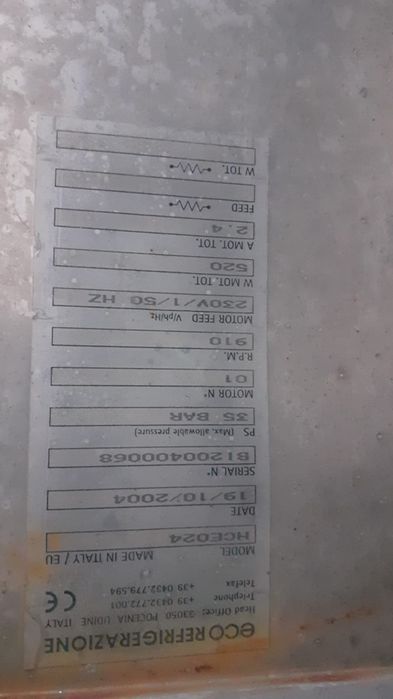 eCO REFRIGERAZIONE
Head Office: 33050 POCENIA UDINE ITALY
Telephone +39 0432.772.001
Telefax +39 0432.779.594
CE
MODEL MADE IN ITALY / EU
HCE024
DATE
19/10/2004
SERIAL N°
BI200400068
PS (Max. allowable pressure)
35 BAR
MOTOR N°
01
R.P.M.
910
MOTOR FEED V/ph/Hz
230V/1/50 HZ
W MOT. TOT.
520
A MOT. TOT.
2.4
FEED
W TOT.